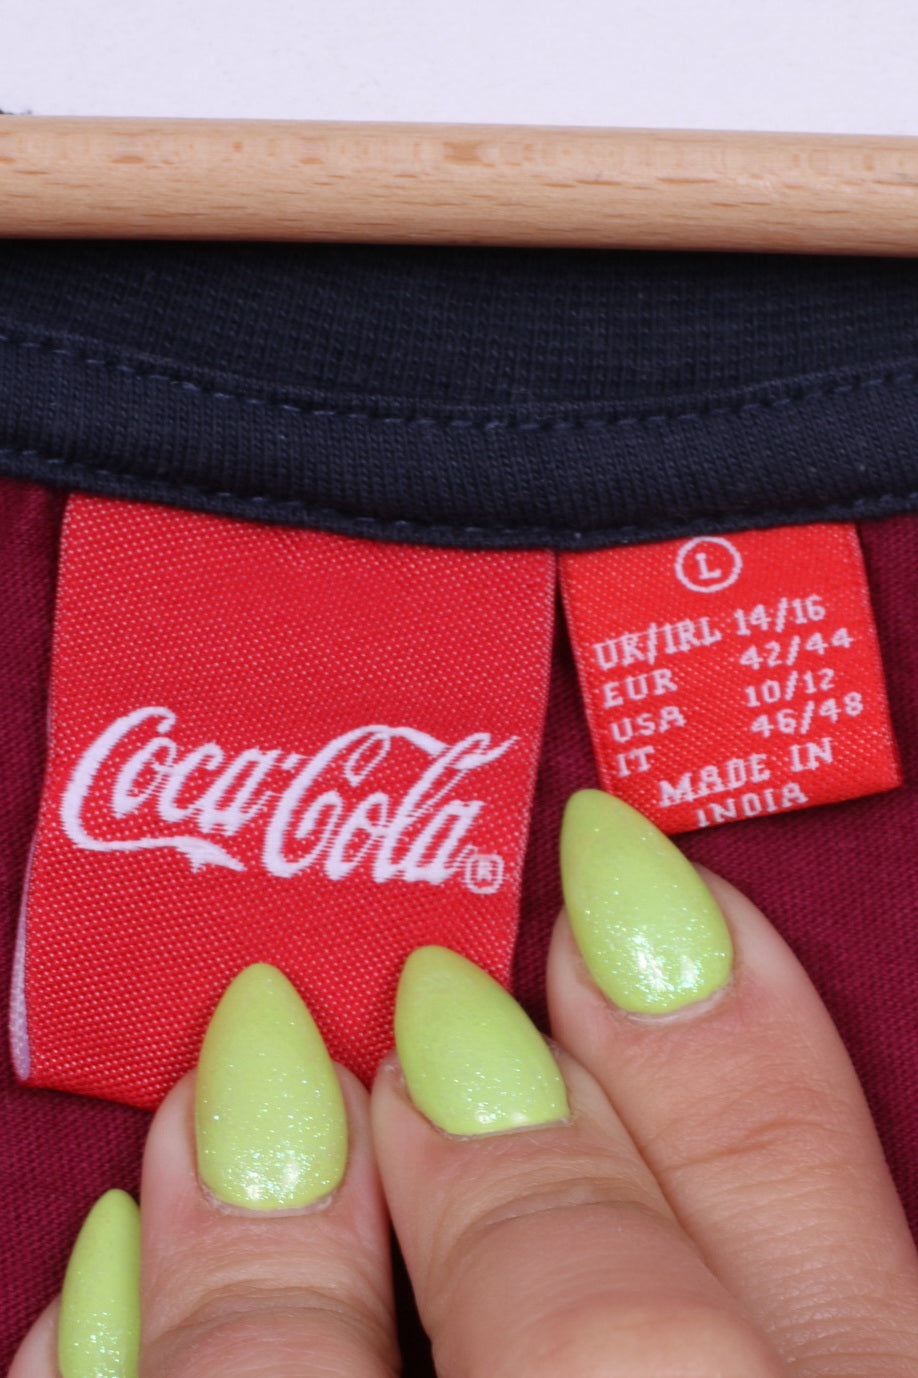 Coca-Cola®
L
UK/IRL 14/16
EUR 42/44
USA 10/12
IT 46/48
MADE IN
INDIA